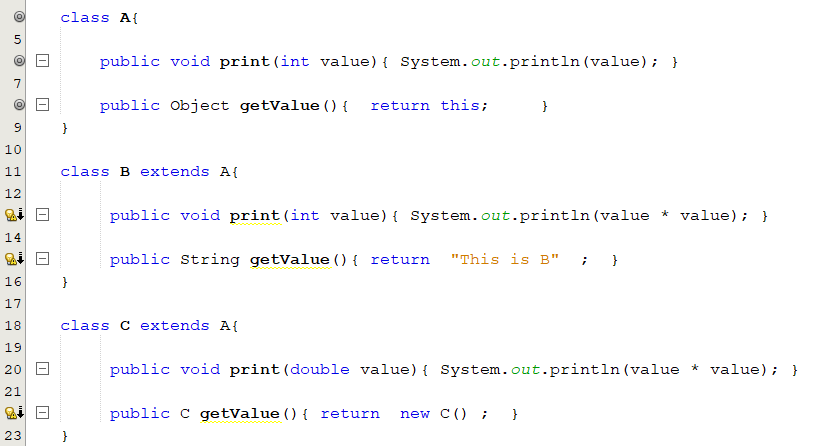 class A{
5
public void print(int value){ System.out.println(value); }
7
public Object getValue(){  return this;     }
9 }
10
11 class B extends A{
12
public void print(int value){ System.out.println(value * value); }
14
public String getValue(){ return  "This is B"  ;  }
16 }
17
18 class C extends A{
19
20 public void print(double value){ System.out.println(value * value); }
21
public C getValue(){ return  new C() ;  }
23 }